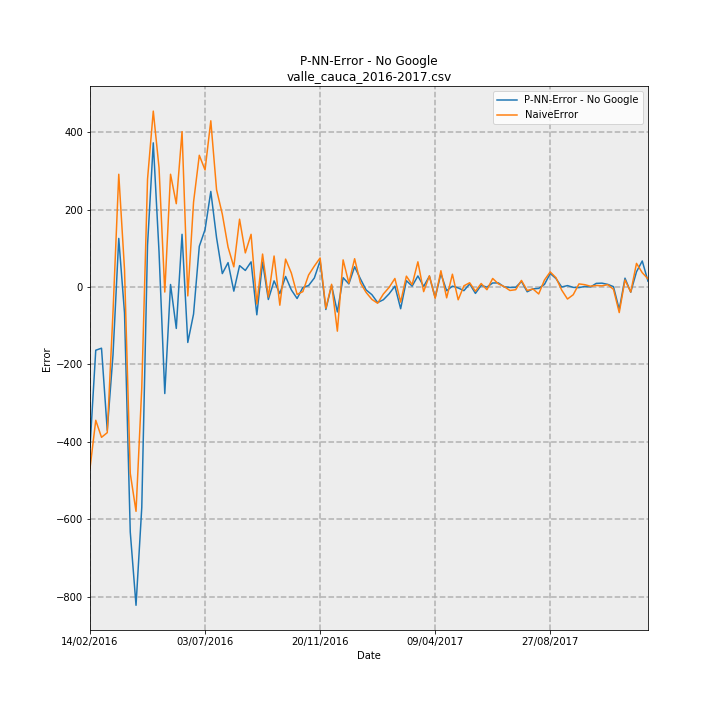 P-NN-Error - No Google
valle_cauca_2016-2017.csv
P-NN-Error - No Google
NaiveError
400
200
0
−200
−400
−600
−800
Error
14/02/2016
03/07/2016
20/11/2016
09/04/2017
27/08/2017
Date